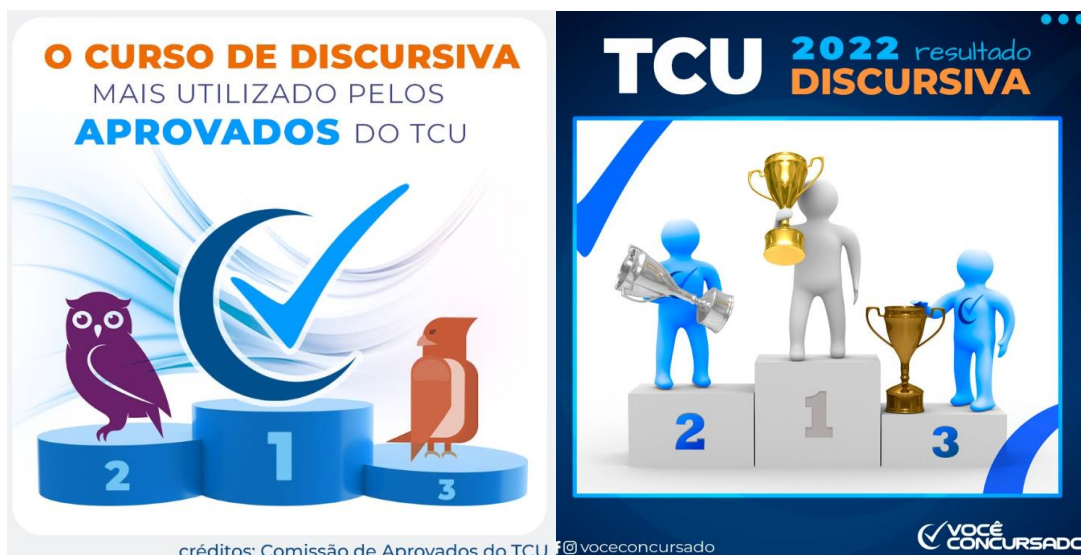 O CURSO DE DISCURSIVA
MAIS UTILIZADO PELOS
APROVADOS DO TCU
2
1
3
créditos: Comissão de Aprovados do TCU
TCU 2022 resultado
DISCURSIVA
2
1
3
voceconcursado
VOCÊ
CONCURSADO